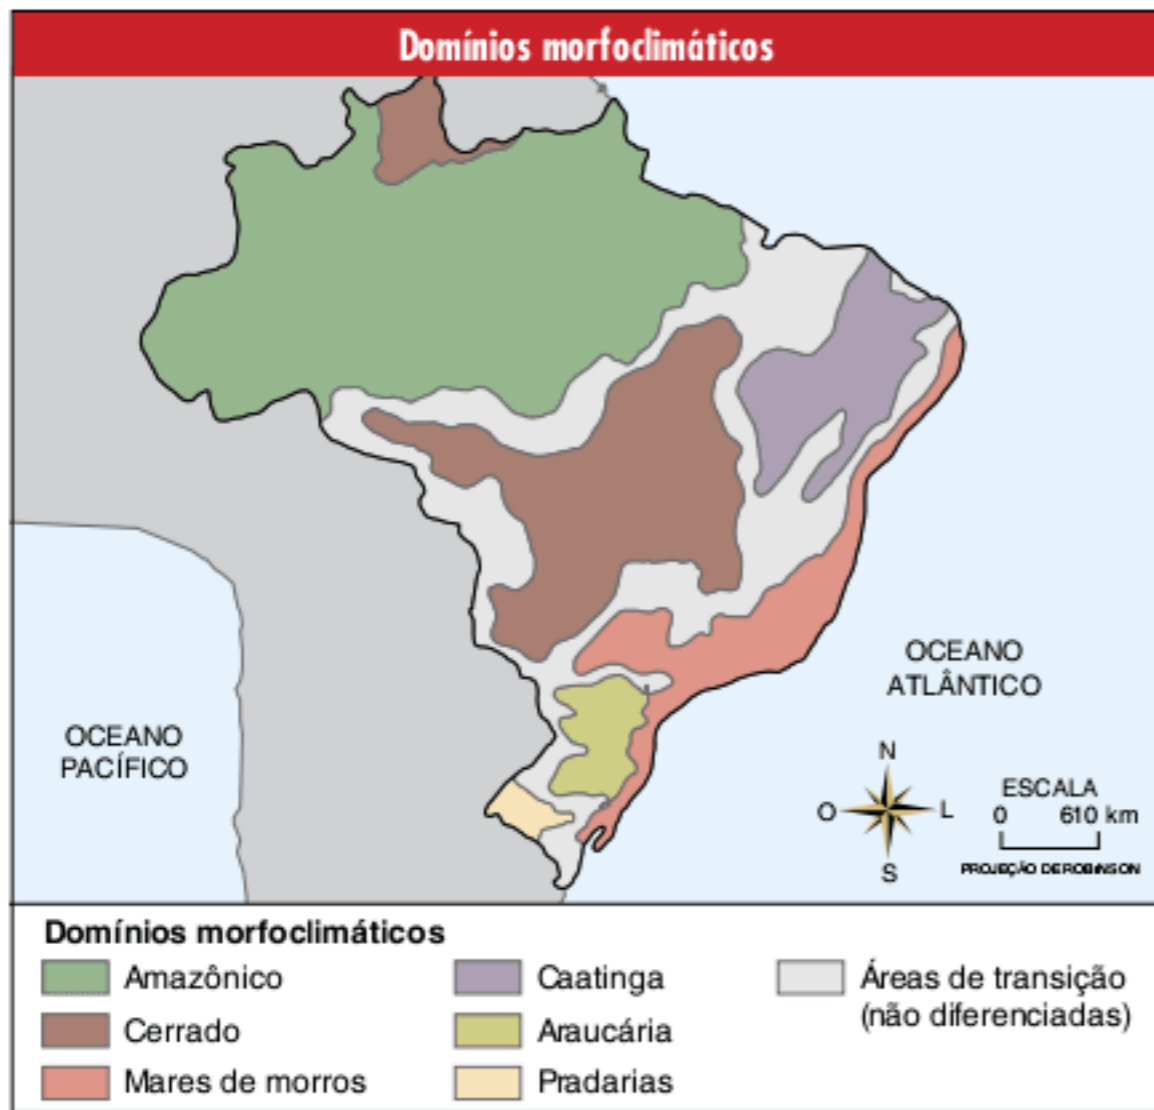 Domínios morfoclimáticos
OCEANO
ATLÂNTICO
OCEANO
PACÍFICO
N
O
L
S
ESCALA
0 610 km
PROJEÇÃO DE ROBINSON
Domínios morfoclimáticos
Amazônico
Cerrado
Mares de morros
Caatinga
Araucária
Pradarias
Áreas de transição
(não diferenciadas)